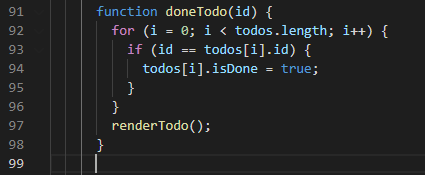 91 function doneTodo(id) {
92 for (i = 0; i < todos.length; i++) {
93 if (id == todos[i].id) {
94 todos[i].isDone = true;
95 }
96 }
97 renderTodo();
98 }
99